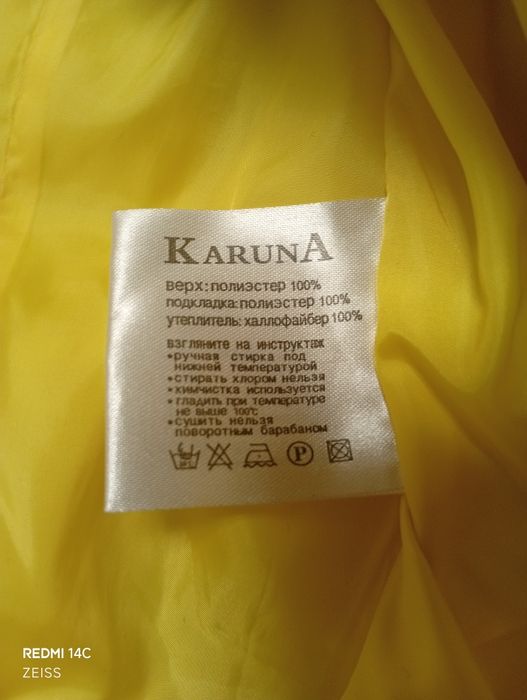 KARUNA
верх: полиэстер 100%
подкладка: полиэстер 100%
утеплитель: халлофайбер 100%
взгляните на инструктаж
•ручная стирка под
нижней температурой
•стирать хлором нельзя
•химчистка используется
•гладить при температуре
не выше 100℃
•сушить нельзя
поворотным барабаном
P
REDMI 14C
ZEISS